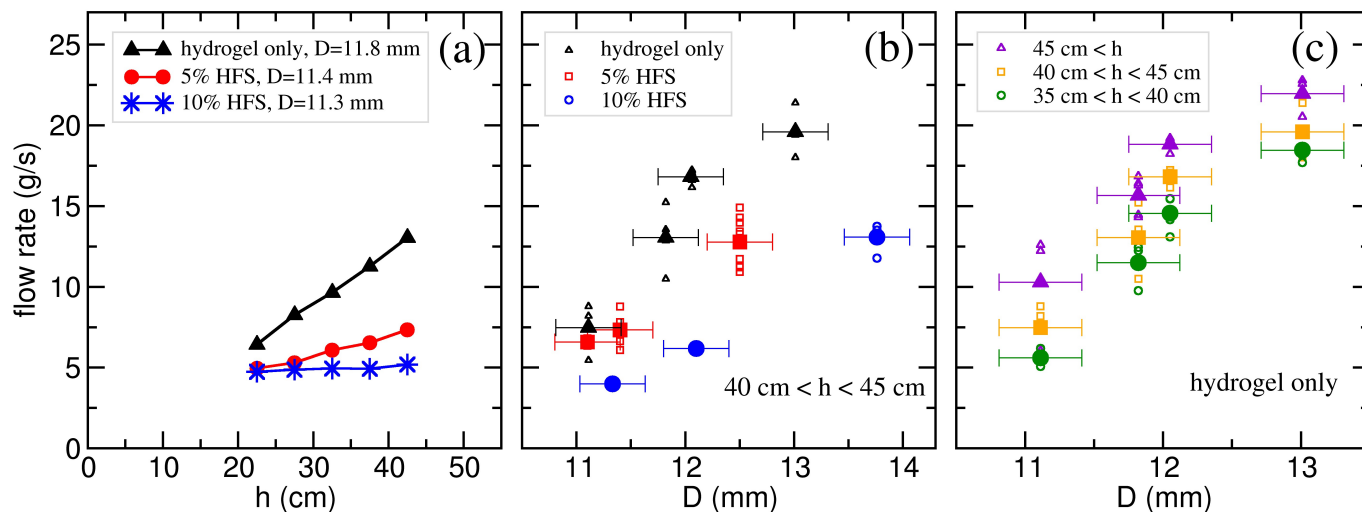 flow rate (g/s)
25
20
15
10
5
0
hydrogel only, D=11.8 mm
5% HFS, D=11.4 mm
10% HFS, D=11.3 mm
(a)
0 10 20 30 40 50
h (cm)
hydrogel only
5% HFS
10% HFS
(b)
40 cm < h < 45 cm
11 12 13 14
D (mm)
45 cm < h
40 cm < h < 45 cm
35 cm < h < 40 cm
(c)
hydrogel only
11 12 13
D (mm)